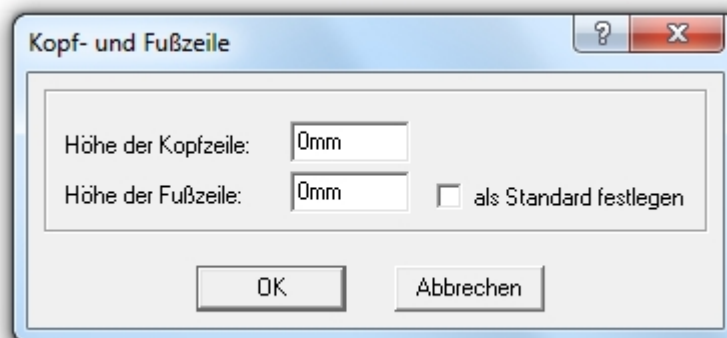 Kopf- und Fußzeile
?
Höhe der Kopfzeile: 0mm
Höhe der Fußzeile: 0mm als Standard festlegen
OK Abbrechen